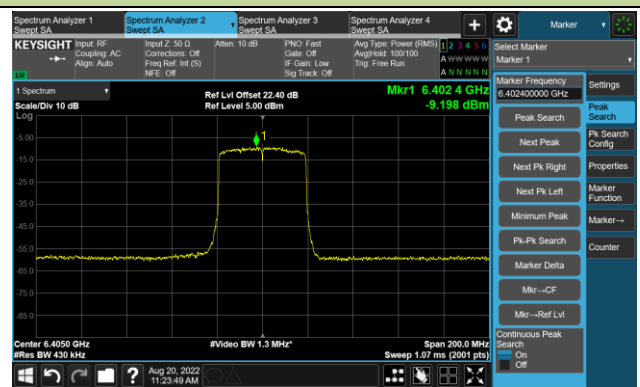 Spectrum Analyzer 1
Swept SA
Spectrum Analyzer 2
Swept SA
Spectrum Analyzer 3
Swept SA
Spectrum Analyzer 4
Swept SA
+
Marker
KEYSIGHT
Input: RF
Coupling: AC
Align: Auto
Input Z: 50 Ω
Corrections: Off
Freq Ref: Int (S)
NFE: Off
Atten: 10 dB
PNO: Fast
Gate: Off
IF Gain: Low
Sig Track: Off
Avg Type: Power (RMS)
Avg|Hold: 100/100
Trig: Free Run
1 2 3 4 5 6
A W W W W W
A N N N N N
LW
Select Marker
Marker 1
1 Spectrum
Scale/Div 10 dB
Log
Ref Lvl Offset 22.40 dB
Ref Level 5.00 dBm
Mkr1 6.402 4 GHz
-9.198 dBm
1
-5.00
-15.0
-25.0
-35.0
-45.0
-55.0
-65.0
-75.0
-85.0
Center 6.4050 GHz
#Res BW 430 kHz
#Video BW 1.3 MHz*
Span 200.0 MHz
Sweep 1.07 ms (2001 pts)
Marker Frequency
6.402400000 GHz
Peak Search
Next Peak
Next Pk Right
Next Pk Left
Minimum Peak
Pk-Pk Search
Marker Delta
Mkr→CF
Mkr→Ref Lvl
Continuous Peak
Search
On
Off
Settings
Peak
Search
Pk Search
Config
Properties
Marker
Function
Marker→
Counter
?
Aug 20, 2022
11:23:49 AM